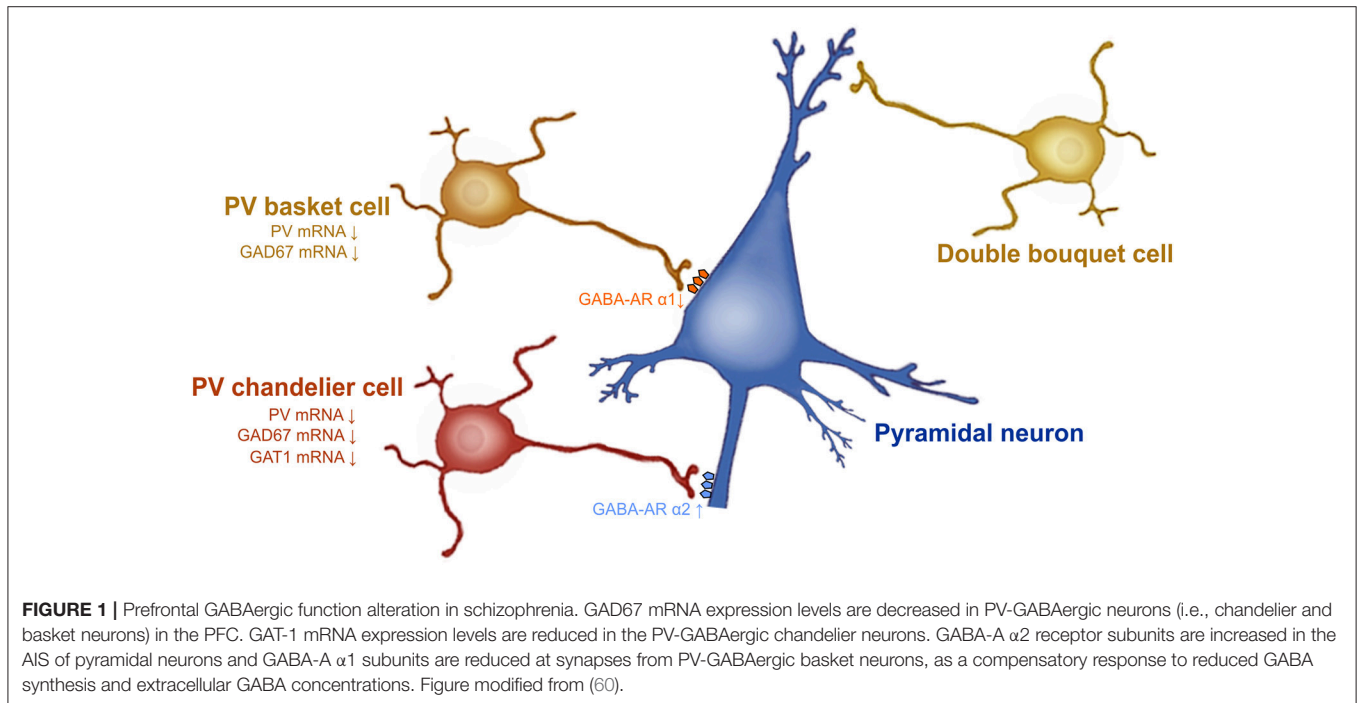 PV basket cell
PV mRNA ↓
GAD67 mRNA ↓
Double bouquet cell
GABA-AR α1↓
PV chandelier cell
PV mRNA ↓
GAD67 mRNA ↓
GAT1 mRNA ↓
Pyramidal neuron
GABA-AR α2 ↑
FIGURE 1 | Prefrontal GABAergic function alteration in schizophrenia. GAD67 mRNA expression levels are decreased in PV-GABAergic neurons (i.e., chandelier and
basket neurons) in the PFC. GAT-1 mRNA expression levels are reduced in the PV-GABAergic chandelier neurons. GABA-A α2 receptor subunits are increased in the
AIS of pyramidal neurons and GABA-A α1 subunits are reduced at synapses from PV-GABAergic basket neurons, as a compensatory response to reduced GABA
synthesis and extracellular GABA concentrations. Figure modified from (60).